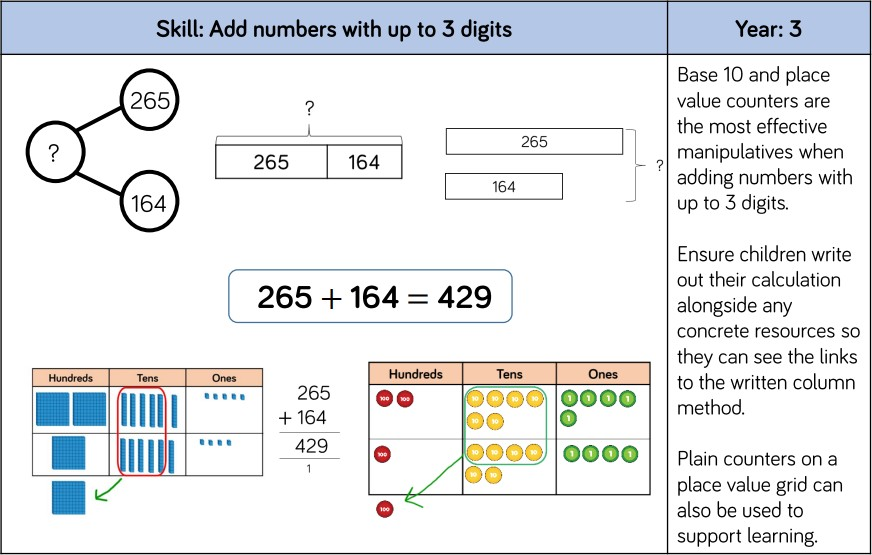 Skill: Add numbers with up to 3 digits
Year: 3
265
?
164
?
265 164
265
164
?
265 + 164 = 429
Hundreds Tens Ones
265
+ 164
429
1
Hundreds Tens Ones
100 100 10 10 10 10 1 1 1 1
10 10 1
100 10 10 10 10 1 1 1 1
10 10
100
Base 10 and place
value counters are
the most effective
manipulatives when
adding numbers with
up to 3 digits.
Ensure children write
out their calculation
alongside any
concrete resources so
they can see the links
to the written column
method.
Plain counters on a
place value grid can
also be used to
support learning.